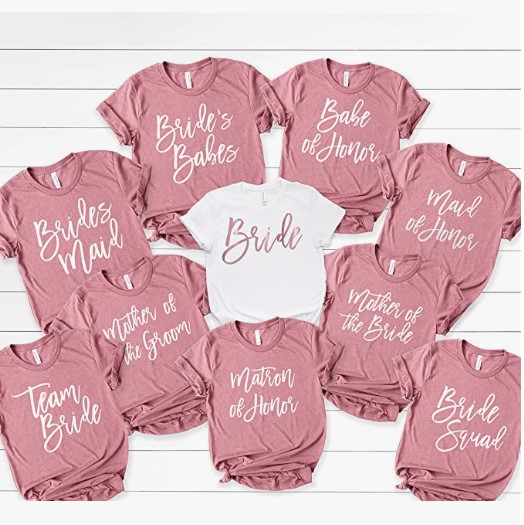 Bride's
Babes
Babe
of Honor
Brides
Maid
Bride
Maid
of Honor
Mother of
the Groom
Mother of
the Bride
Team
Bride
Matron
of Honor
Bride
Squad